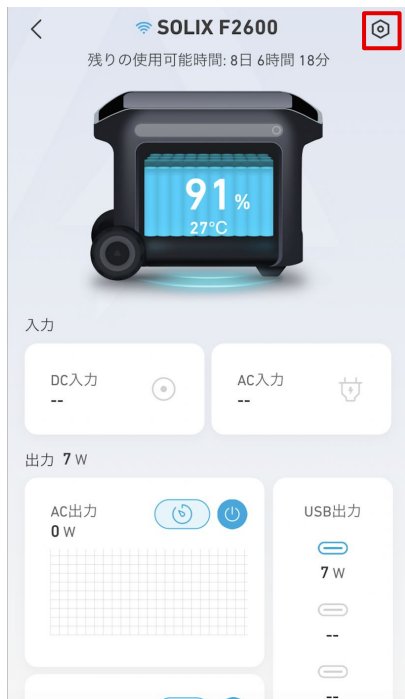 SOLIX F2600
残りの使用可能時間: 8日 6時間 18分
91%
27°C
入力
DC入力
--
AC入力
--
出力 7 W
AC出力
0 W
USB出力
7 W
--
--